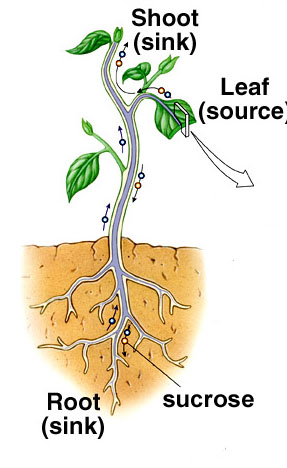 Shoot
(sink)
Leaf
(source)
sucrose
Root
(sink)